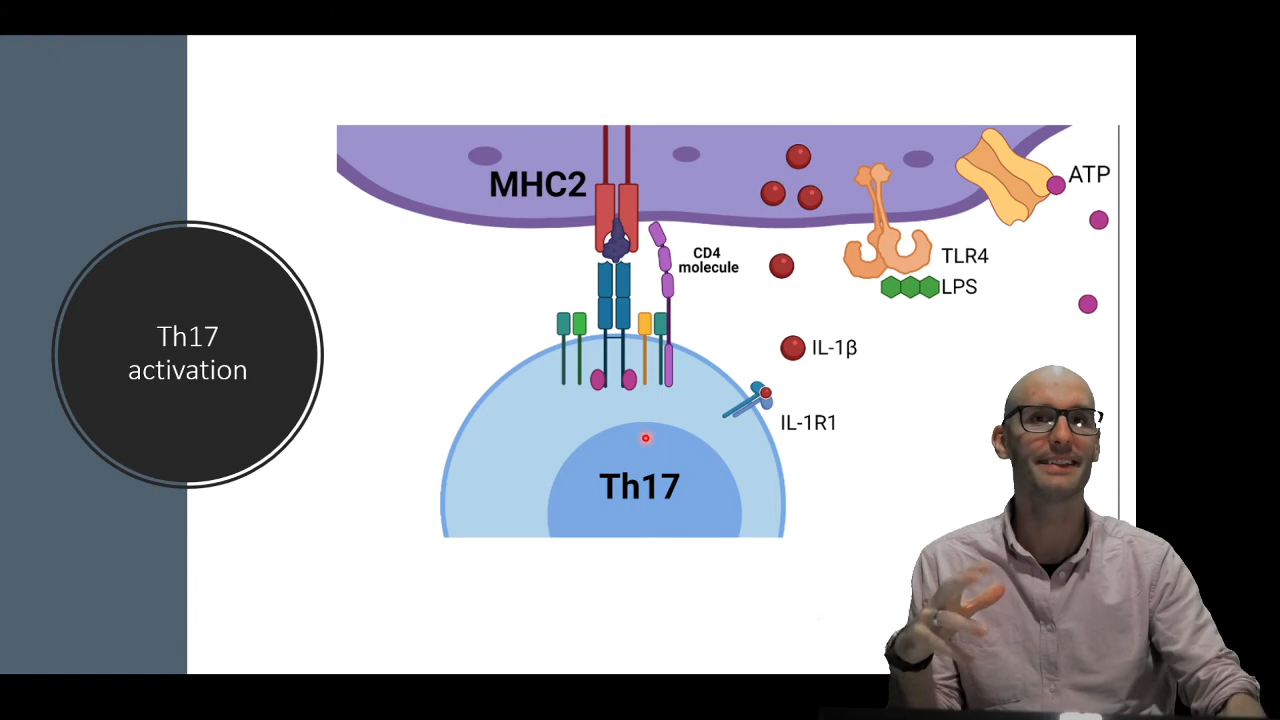 Th17
activation
MHC2
CD4
molecule
ATP
TLR4
LPS
IL-1β
IL-1R1
Th17